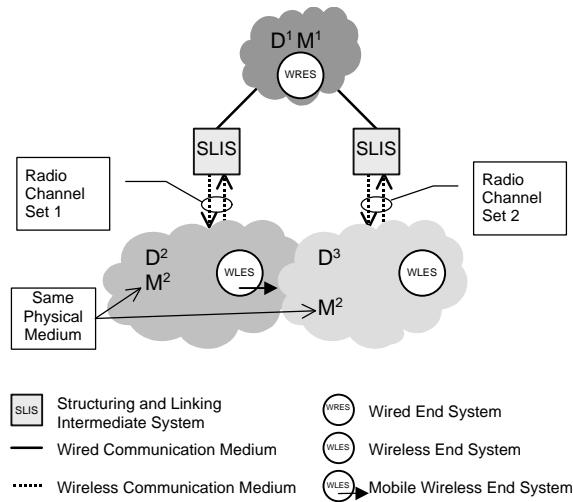 D¹ M¹
WRES
SLIS
SLIS
Radio
Channel
Set 1
Radio
Channel
Set 2
D²
M²
WLES
D³
M²
WLES
Same
Physical
Medium
SLIS
Structuring and Linking
Intermediate System
WRES
Wired End System
Wired Communication Medium
WLES
Wireless End System
Wireless Communication Medium
WLES
Mobile Wireless End System